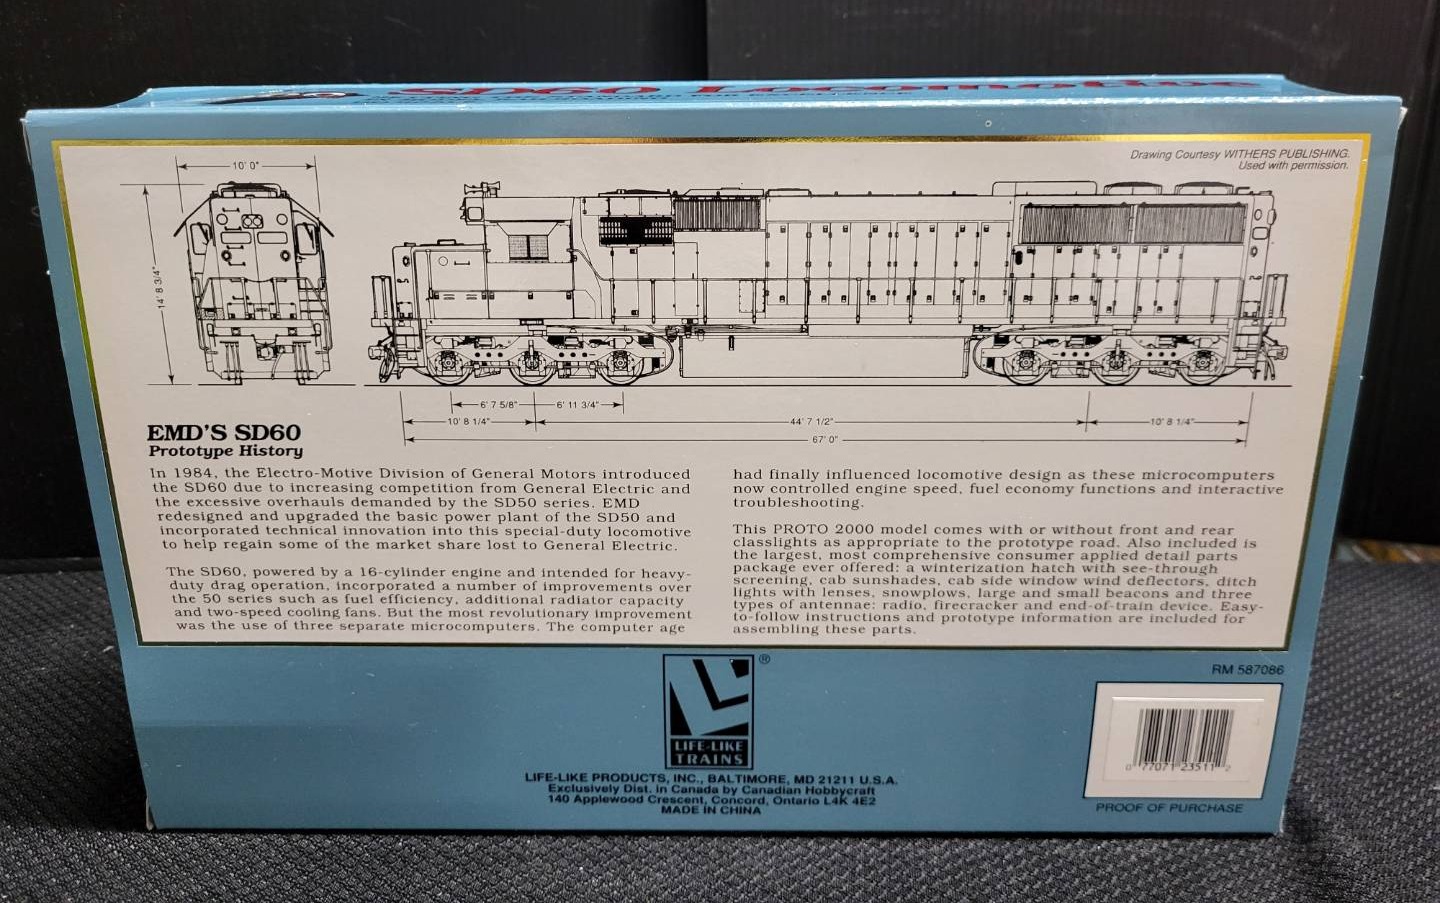 SD60 Locomotive
Drawing Courtesy WITHERS PUBLISHING.
Used with permission.
10' 0"
14' 8 3/4"
6' 7 5/8"
6' 11 3/4"
10' 8 1/4"
44' 7 1/2"
10' 8 1/4"
67' 0"
EMD'S SD60
Prototype History
In 1984, the Electro-Motive Division of General Motors introduced
the SD60 due to increasing competition from General Electric and
the excessive overhauls demanded by the SD50 series. EMD
redesigned and upgraded the basic power plant of the SD50 and
incorporated technical innovation into this special-duty locomotive
to help regain some of the market share lost to General Electric.
The SD60, powered by a 16-cylinder engine and intended for heavy-
duty drag operation, incorporated a number of improvements over
the 50 series such as fuel efficiency, additional radiator capacity
and two-speed cooling fans. But the most revolutionary improvement
was the use of three separate microcomputers. The computer age
had finally influenced locomotive design as these microcomputers
now controlled engine speed, fuel economy functions and interactive
troubleshooting.
This PROTO 2000 model comes with or without front and rear
classlights as appropriate to the prototype road. Also included is
the largest, most comprehensive consumer applied detail parts
package ever offered: a winterization hatch with see-through
screening, cab sunshades, cab side window wind deflectors, ditch
lights with lenses, snowplows, large and small beacons and three
types of antennae: radio, firecracker and end-of-train device. Easy-
to-follow instructions and prototype information are included for
assembling these parts.
RM 587086
®
LIFE-LIKE
TRAINS
LIFE-LIKE PRODUCTS, INC., BALTIMORE, MD 21211 U.S.A.
Exclusively Dist. in Canada by Canadian Hobbycraft
140 Applewood Crescent, Concord, Ontario L4K 4E2
MADE IN CHINA
0 77071 23511 2
PROOF OF PURCHASE